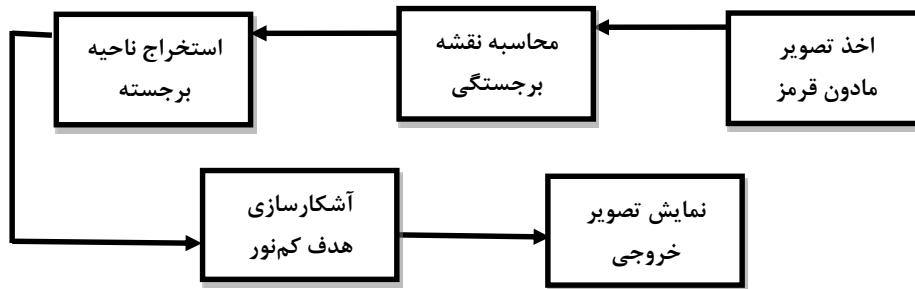 اخذ تصویر
مادون قرمز
محاسبه نقشه
برجستگی
استخراج ناحیه
برجسته
آشکارسازی
هدف کم‌نور
نمایش تصویر
خروجی